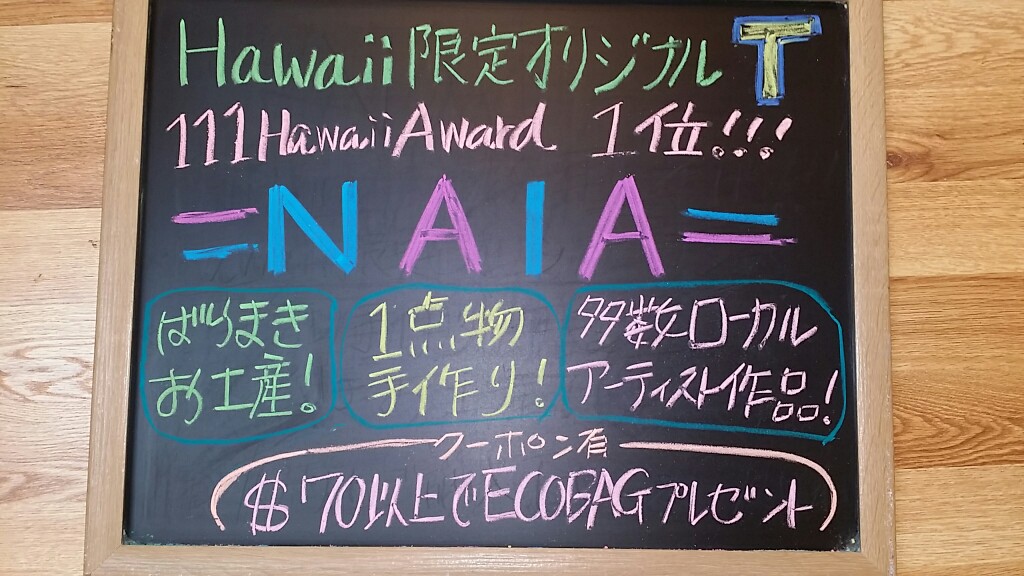 Hawaii限定オリジナル T
111HawaiiAward 1位!!!
=NAIA=
ばらまき
お土産!
1点物
手作り!
多数ローカル
アーティスト作品!
クーポン有
$70以上でECOBAGプレゼント